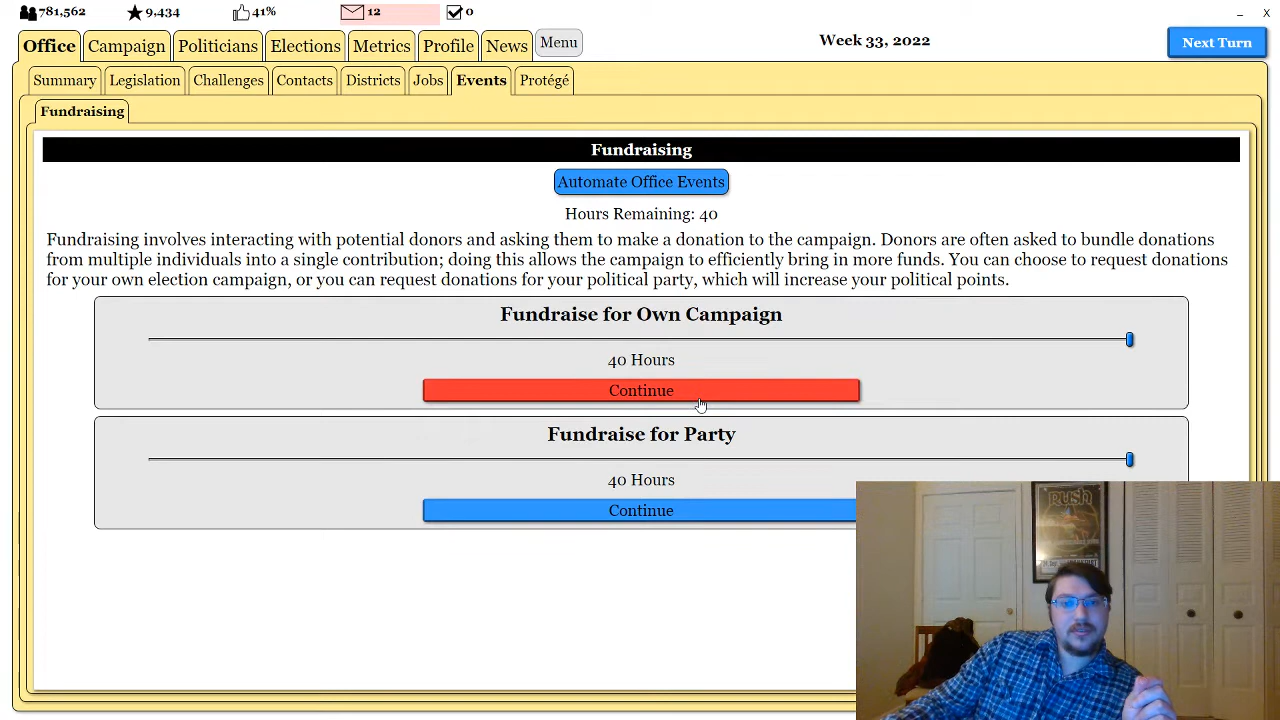 781,562 9,434 41% 12 0
_ X
Office Campaign Politicians Elections Metrics Profile News Menu Week 33, 2022 Next Turn
Summary Legislation Challenges Contacts Districts Jobs Events Protégé
Fundraising
Fundraising
Automate Office Events
Hours Remaining: 40
Fundraising involves interacting with potential donors and asking them to make a donation to the campaign. Donors are often asked to bundle donations
from multiple individuals into a single contribution; doing this allows the campaign to efficiently bring in more funds. You can choose to request donations
for your own election campaign, or you can request donations for your political party, which will increase your political points.
Fundraise for Own Campaign
40 Hours
Continue
Fundraise for Party
40 Hours
Continue
RUSH